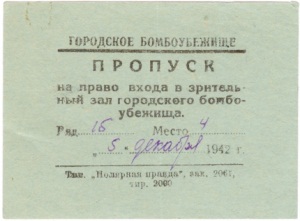 ГОРОДСКОЕ БОМБОУБЕЖИЩЕ
ПРОПУСК
на право входа в зритель-
ный зал городского бомбо-
убежища.
Ряд 16 Место 4
„ 5 " декабря 1942 г.
Тип. „Полярная правда", зак. 2061,
тир. 2000